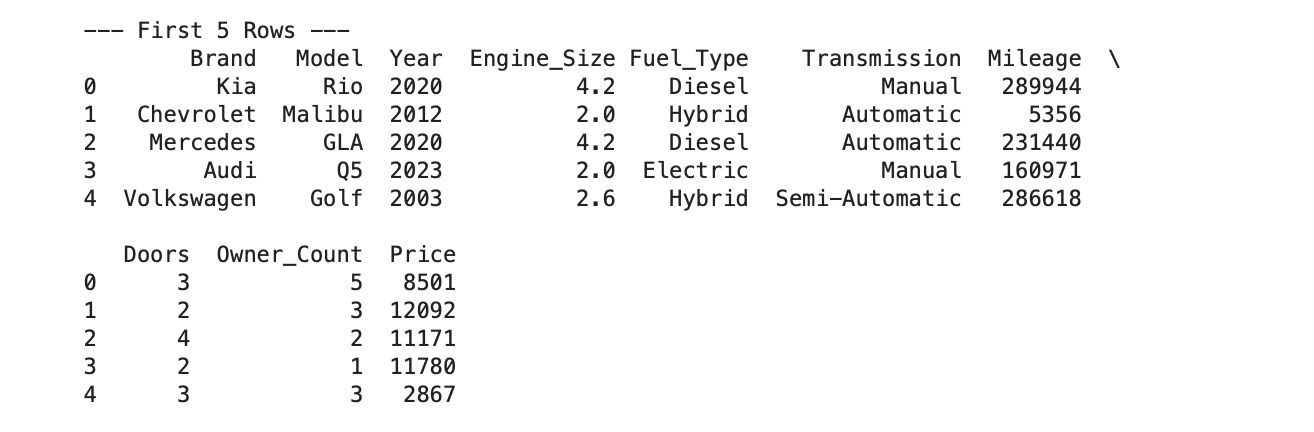 --- First 5 Rows ---
        Brand   Model  Year  Engine_Size Fuel_Type    Transmission  Mileage  \
0         Kia     Rio  2020          4.2    Diesel          Manual   289944
1   Chevrolet  Malibu  2012          2.0    Hybrid       Automatic     5356
2    Mercedes     GLA  2020          4.2    Diesel       Automatic   231440
3        Audi      Q5  2023          2.0  Electric          Manual   160971
4  Volkswagen    Golf  2003          2.6    Hybrid  Semi-Automatic   286618

   Doors  Owner_Count  Price
0      3            5   8501
1      2            3  12092
2      4            2  11171
3      2            1  11780
4      3            3   2867